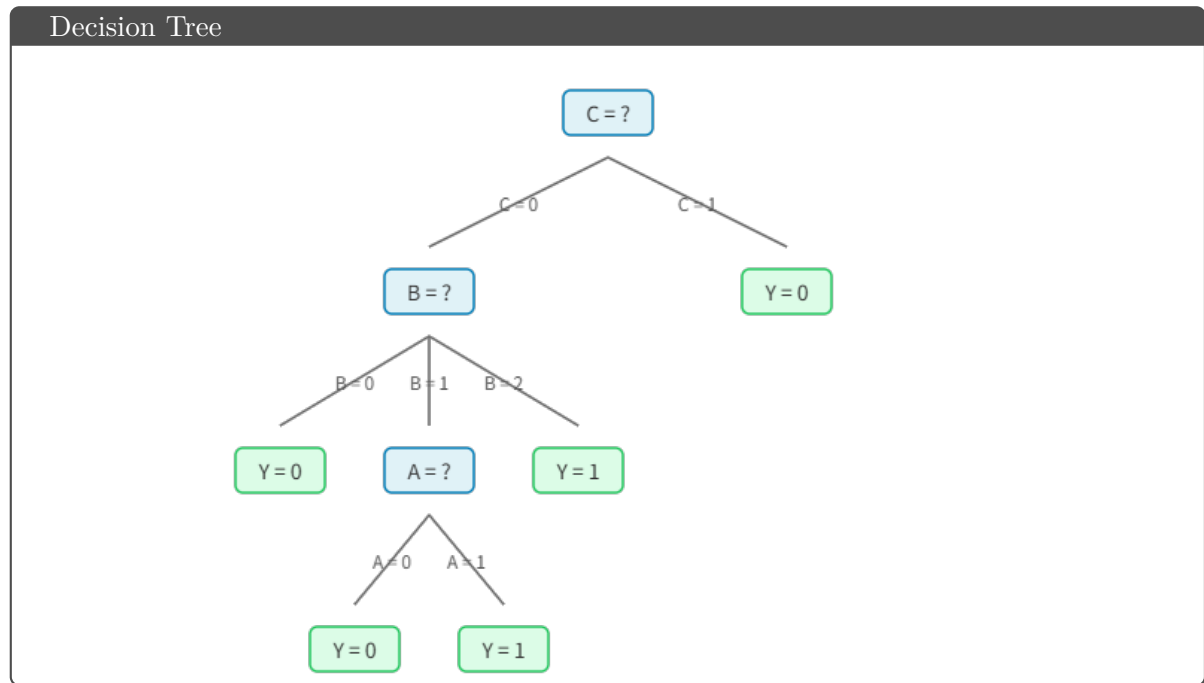 Decision Tree
C = ?
C = 0
C = 1
B = ?
Y = 0
B = 0
B = 1
B = 2
Y = 0
A = ?
Y = 1
A = 0
A = 1
Y = 0
Y = 1